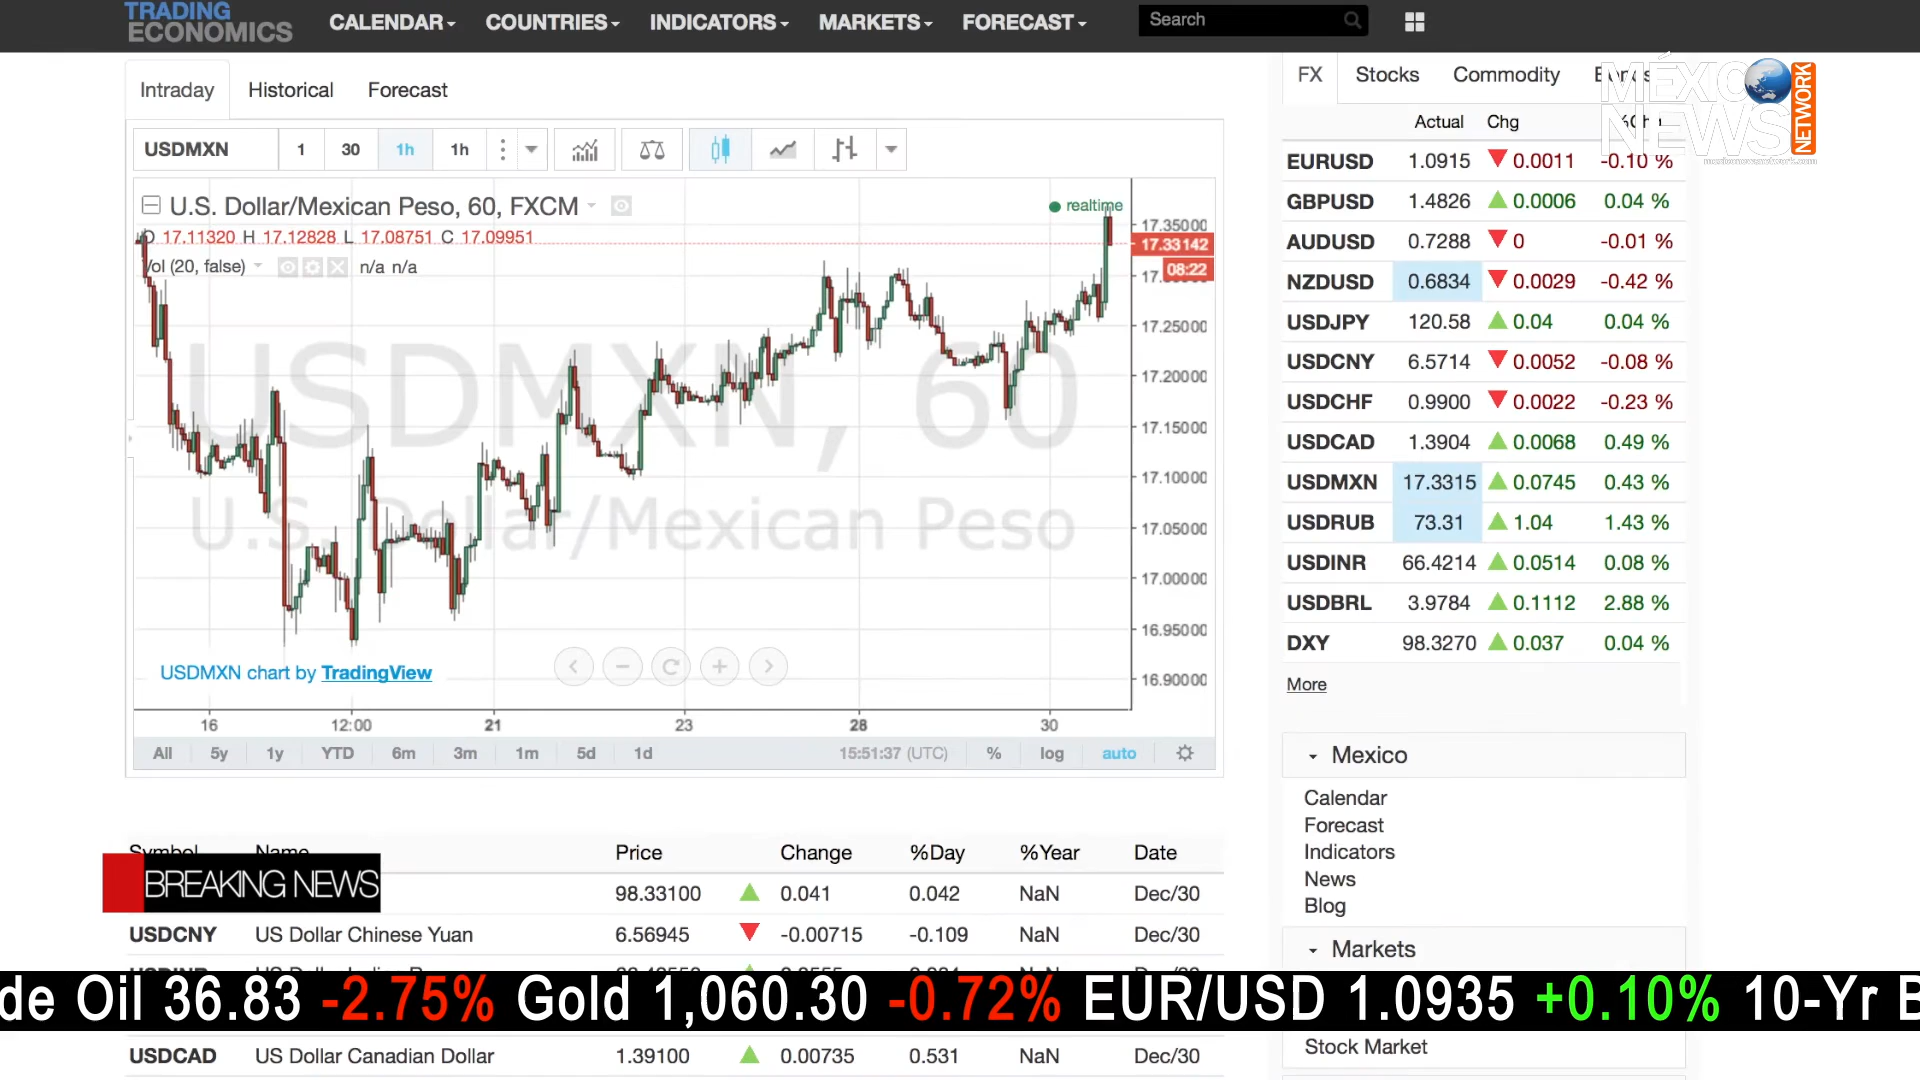 TRADING
ECONOMICS
CALENDAR COUNTRIES INDICATORS MARKETS FORECAST
Search
Intraday Historical Forecast
USDMXN 1 30 1h 1h
U.S. Dollar/Mexican Peso, 60, FXCM
realtime
O 17.11320 H 17.12828 L 17.08751 C 17.09951
Vol (20, false) n/a n/a
USDMXN, 60
U.S. Dollar/Mexican Peso
17.35000
17.33142
08:22
17.25000
17.20000
17.15000
17.10000
17.05000
17.00000
16.95000
16.90000
USDMXN chart by TradingView
16 12:00 21 23 28 30
All 5y 1y YTD 6m 3m 1m 5d 1d 15:51:37 (UTC) % log auto
FX Stocks Commodity Bonds
MÉXICO
NEWS
NETWORK
mexiconewsnetwork.com
Actual Chg %Chg
EURUSD 1.0915 0.0011 -0.10 %
GBPUSD 1.4826 0.0006 0.04 %
AUDUSD 0.7288 0 -0.01 %
NZDUSD 0.6834 0.0029 -0.42 %
USDJPY 120.58 0.04 0.04 %
USDCNY 6.5714 0.0052 -0.08 %
USDCHF 0.9900 0.0022 -0.23 %
USDCAD 1.3904 0.0068 0.49 %
USDMXN 17.3315 0.0745 0.43 %
USDRUB 73.31 1.04 1.43 %
USDINR 66.4214 0.0514 0.08 %
USDBRL 3.9784 0.1112 2.88 %
DXY 98.3270 0.037 0.04 %
More
Mexico
Calendar
Forecast
Indicators
News
Blog
Markets
Symbol Name Price Change %Day %Year Date
BREAKING NEWS
98.33100 0.041 0.042 NaN Dec/30
USDCNY US Dollar Chinese Yuan 6.56945 -0.00715 -0.109 NaN Dec/30
de Oil 36.83 -2.75% Gold 1,060.30 -0.72% EUR/USD 1.0935 +0.10% 10-Yr B
USDCAD US Dollar Canadian Dollar 1.39100 0.00735 0.531 NaN Dec/30
Stock Market